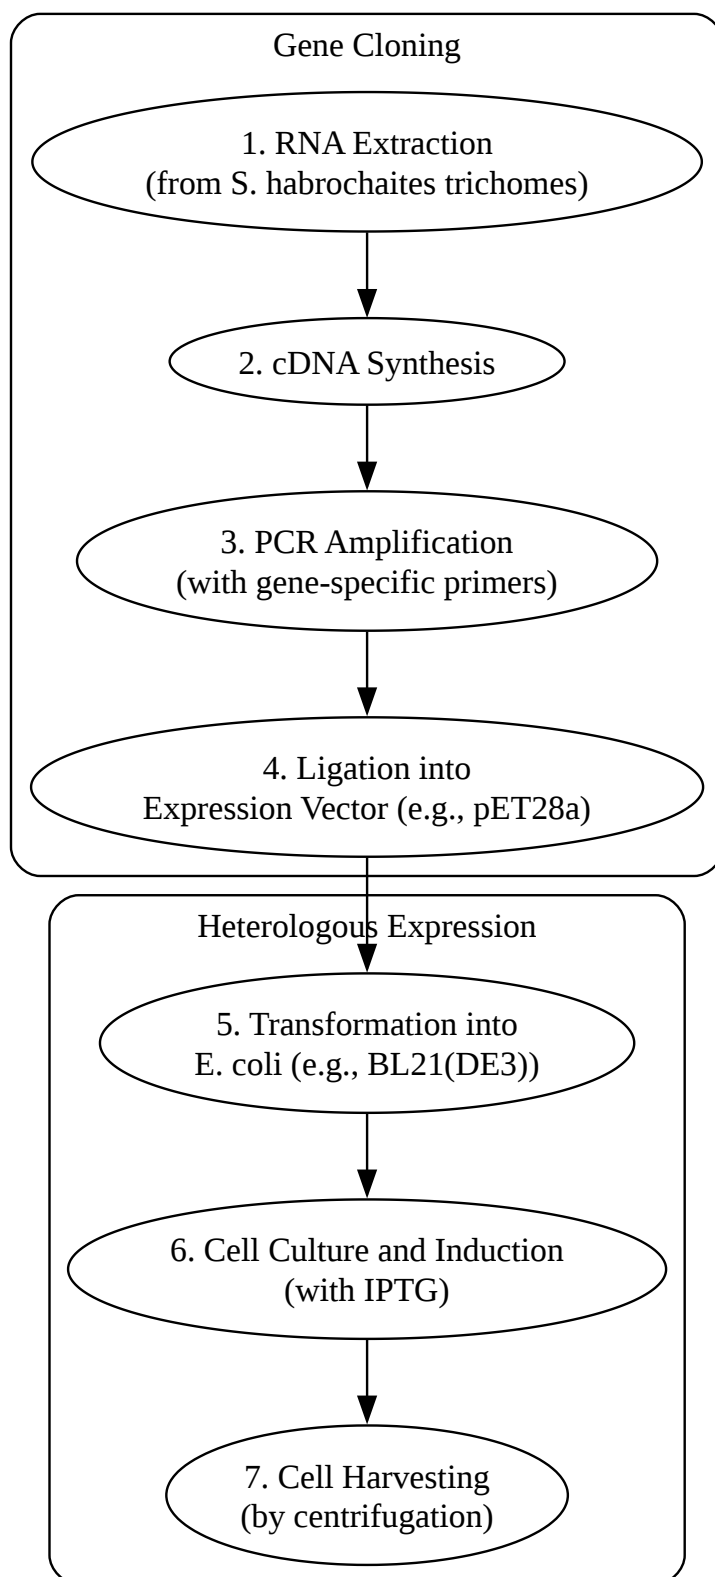 Gene Cloning
1. RNA Extraction
(from S. habrochaites trichomes)
2. cDNA Synthesis
3. PCR Amplification
(with gene-specific primers)
4. Ligation into
Expression Vector (e.g., pET28a)
Heterologous Expression
5. Transformation into
E. coli (e.g., BL21(DE3))
6. Cell Culture and Induction
(with IPTG)
7. Cell Harvesting
(by centrifugation)